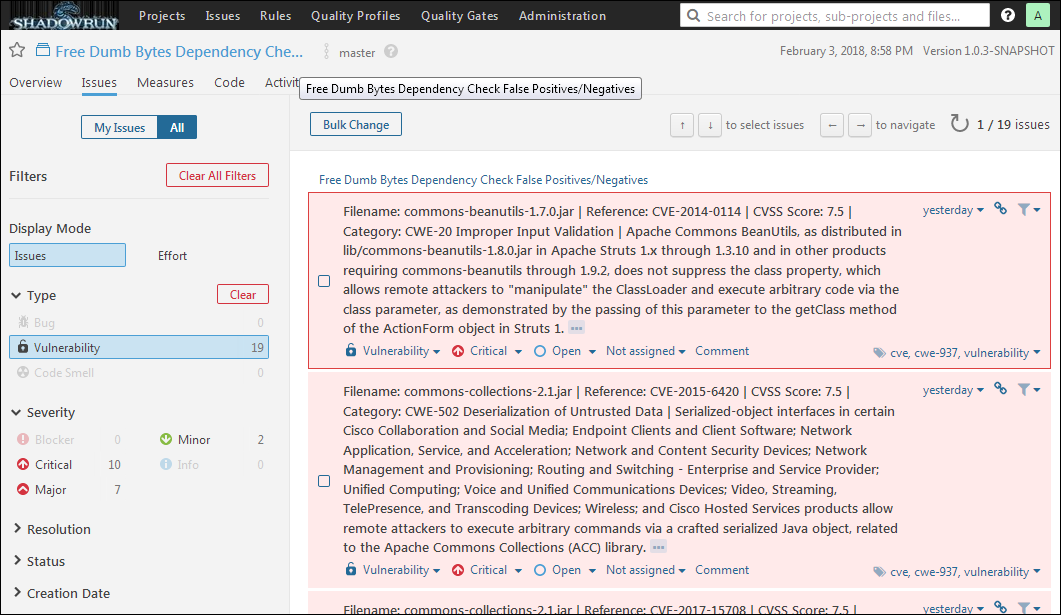 SHADOWRUN Projects Issues Rules Quality Profiles Quality Gates Administration Search for projects, sub-projects and files... ? A
Free Dumb Bytes Dependency Che... master ? February 3, 2018, 8:58 PM Version 1.0.3-SNAPSHOT
Overview Issues Measures Code Activit
Free Dumb Bytes Dependency Check False Positives/Negatives
My Issues All
Bulk Change ↑ ↓ to select issues ← → to navigate 1 / 19 issues
Filters Clear All Filters
Display Mode
Issues Effort
Type Clear
Bug 0
Vulnerability 19
Code Smell 0
Severity
Blocker 0 Minor 2
Critical 10 Info 0
Major 7
Resolution
Status
Creation Date
Free Dumb Bytes Dependency Check False Positives/Negatives
Filename: commons-beanutils-1.7.0.jar | Reference: CVE-2014-0114 | CVSS Score: 7.5 | yesterday
Category: CWE-20 Improper Input Validation | Apache Commons BeanUtils, as distributed in
lib/commons-beanutils-1.8.0.jar in Apache Struts 1.x through 1.3.10 and in other products
requiring commons-beanutils through 1.9.2, does not suppress the class property, which
allows remote attackers to "manipulate" the ClassLoader and execute arbitrary code via the
class parameter, as demonstrated by the passing of this parameter to the getClass method
of the ActionForm object in Struts 1. ...
Vulnerability Critical Open Not assigned Comment cve, cwe-937, vulnerability
Filename: commons-collections-2.1.jar | Reference: CVE-2015-6420 | CVSS Score: 7.5 | yesterday
Category: CWE-502 Deserialization of Untrusted Data | Serialized-object interfaces in certain
Cisco Collaboration and Social Media; Endpoint Clients and Client Software; Network
Application, Service, and Acceleration; Network and Content Security Devices; Network
Management and Provisioning; Routing and Switching - Enterprise and Service Provider;
Unified Computing; Voice and Unified Communications Devices; Video, Streaming,
TelePresence, and Transcoding Devices; Wireless; and Cisco Hosted Services products allow
remote attackers to execute arbitrary commands via a crafted serialized Java object, related
to the Apache Commons Collections (ACC) library. ...
Vulnerability Critical Open Not assigned Comment cve, cwe-937, vulnerability
Filename: commons-collections-2.1.jar | Reference: CVE-2017-15708 | CVSS Score: 7.5 | yesterday